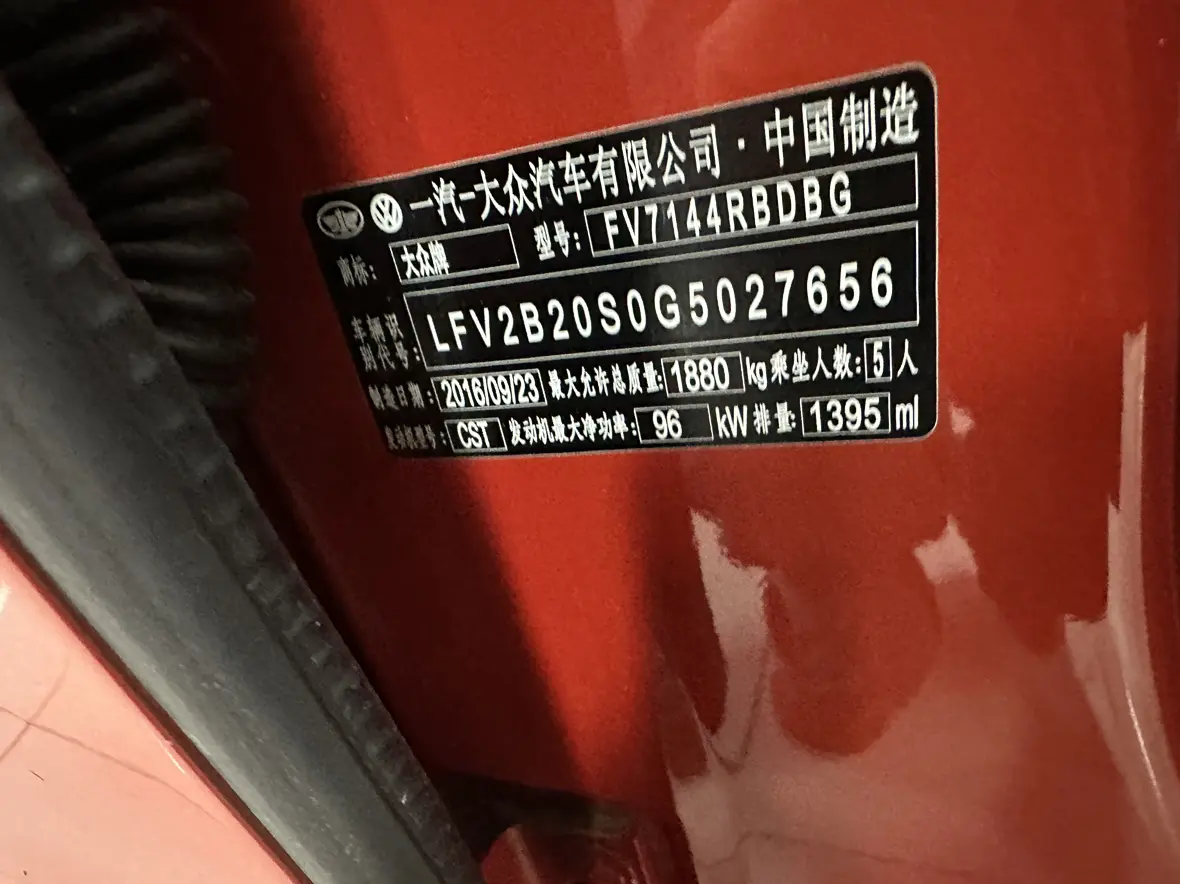 一汽-大众汽车有限公司·中国制造
商标: 大众牌 型号: FV7144RBDBG
车辆识别代号: LFV2B20S0G5027656
制造日期: 2016/09/23 最大允许总质量: 1880 kg 乘坐人数: 5 人
发动机型号: CST 发动机最大净功率: 96 kW 排量: 1395 ml